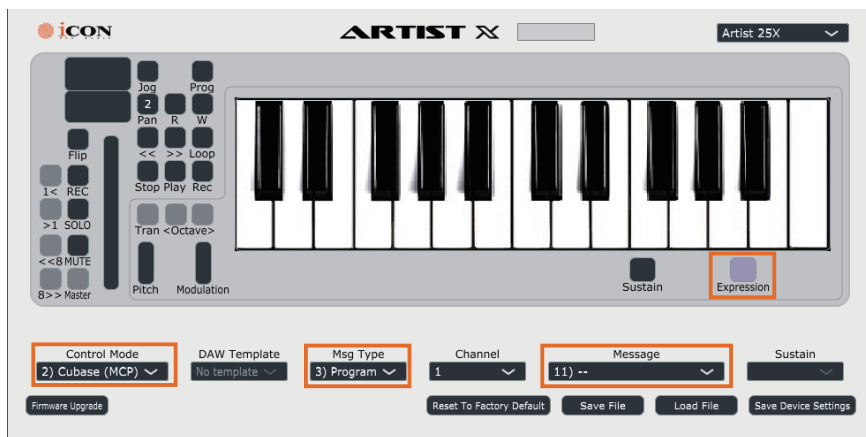 iCON
PRO AUDIO
ARTIST X
Artist 25X
Jog Prog
2
Pan R W
Flip
<< >> Loop
1< REC
Stop Play Rec
>1 SOLO
Tran <Octave>
<<8 MUTE
8>> Master
Pitch Modulation
Sustain Expression
Control Mode DAW Template Msg Type Channel Message Sustain
2) Cubase (MCP) No template 3) Program 1 11) --
Firmware Upgrade Reset To Factory Default Save File Load File Save Device Settings